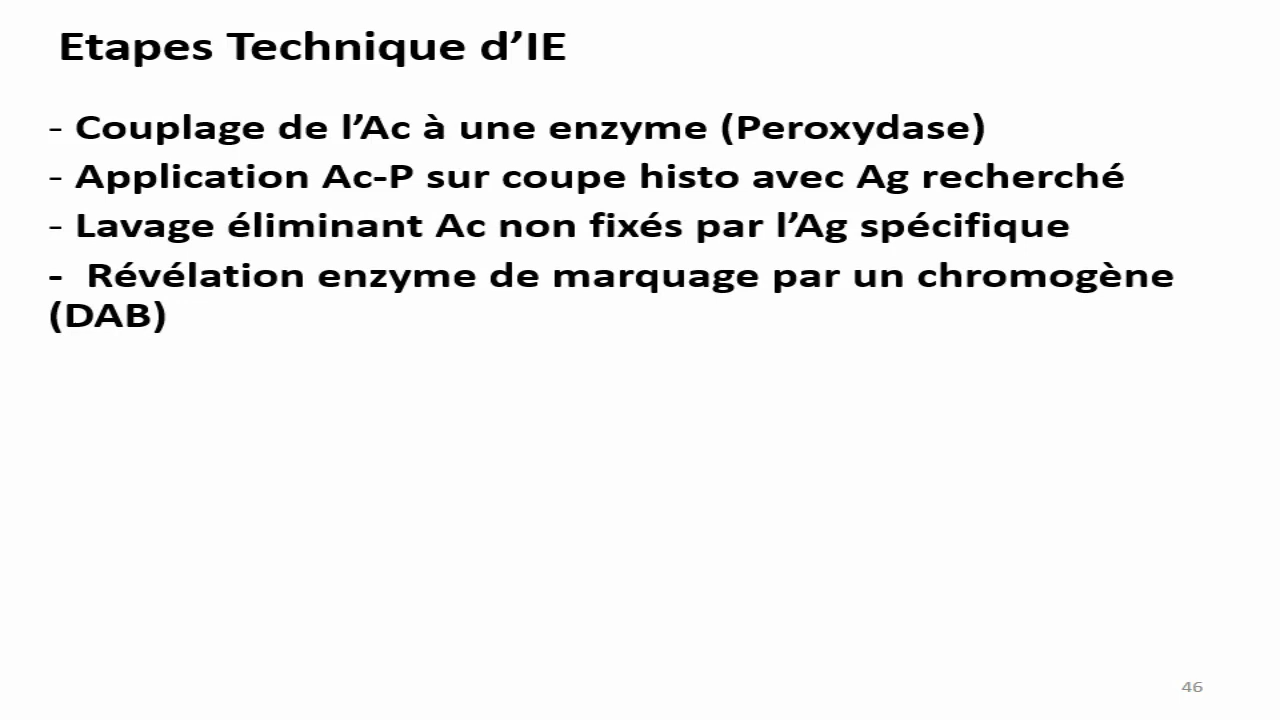 Etapes Technique d’IE
- Couplage de l’Ac à une enzyme (Peroxydase)
- Application Ac-P sur coupe histo avec Ag recherché
- Lavage éliminant Ac non fixés par l’Ag spécifique
- Révélation enzyme de marquage par un chromogène
(DAB)
46